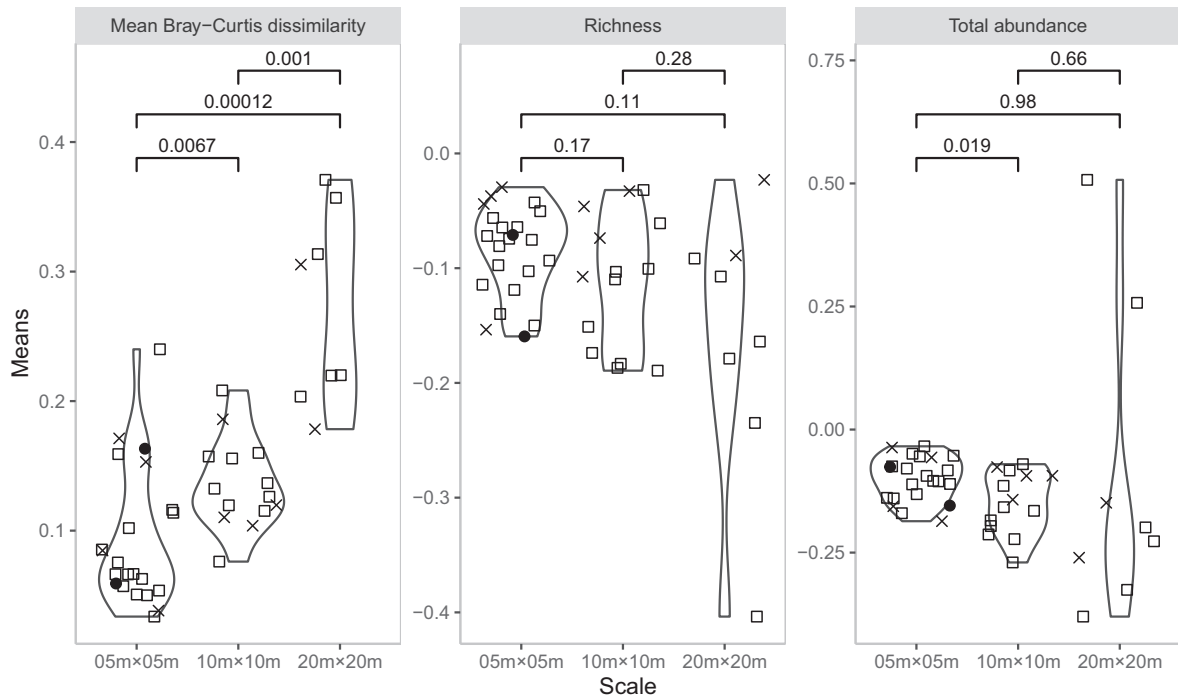 Mean Bray−Curtis dissimilarity
Richness
Total abundance
Means
0.4
0.3
0.2
0.1
0.001
0.00012
0.0067
0.0
−0.1
−0.2
−0.3
−0.4
0.28
0.11
0.17
0.75
0.50
0.25
0.00
−0.25
0.66
0.98
0.019
05m×05m 10m×10m 20m×20m
05m×05m 10m×10m 20m×20m
05m×05m 10m×10m 20m×20m
Scale